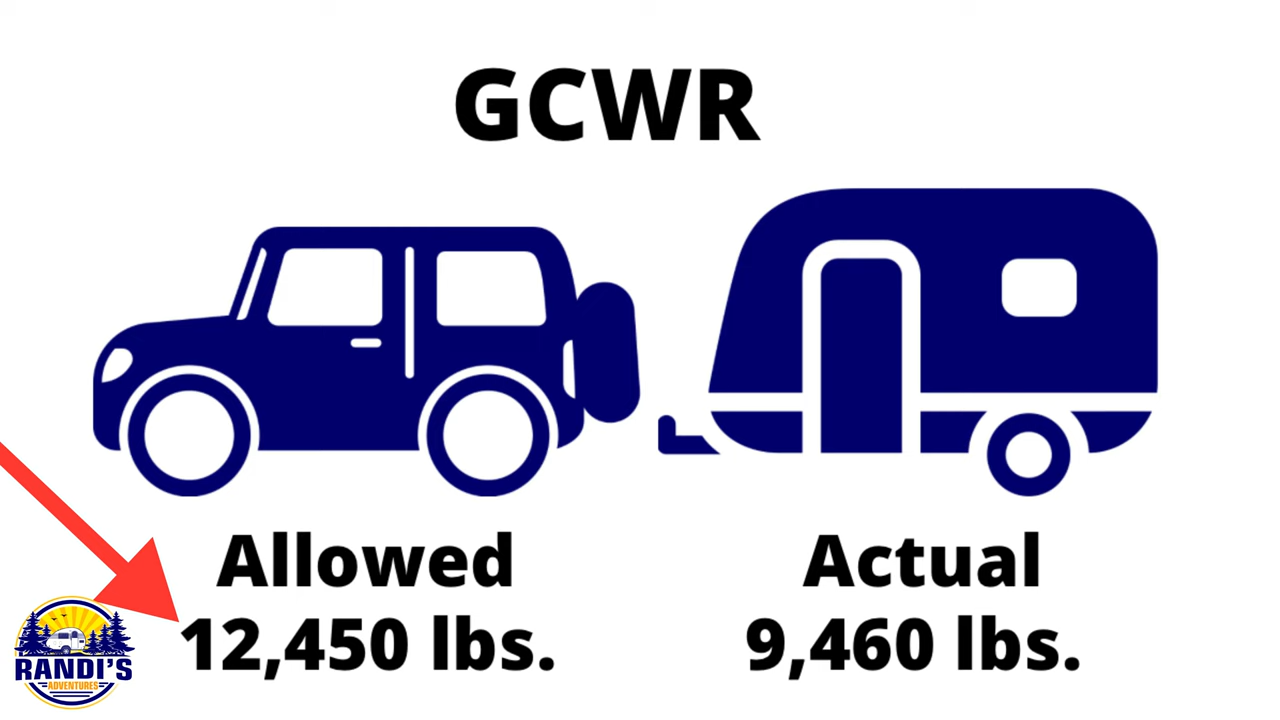 GCWR
Allowed
12,450 lbs.
Actual
9,460 lbs.
RANDI'S
ADVENTURES